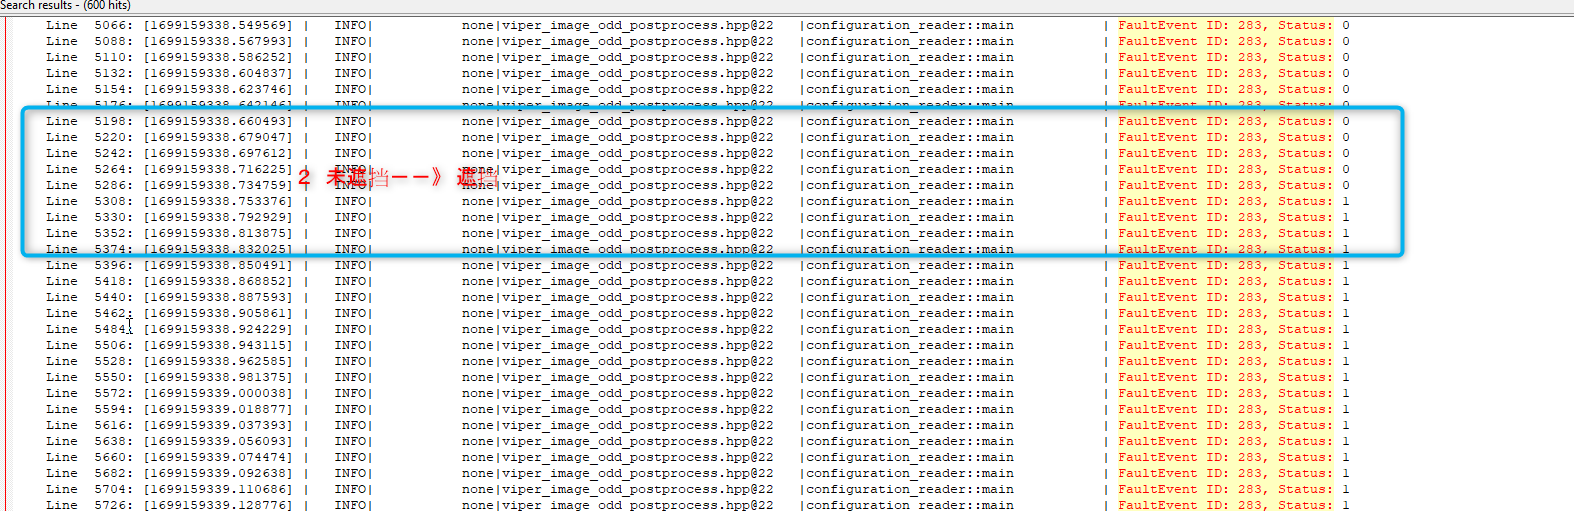 Search results - (600 hits)
Line 5066: [1699159338.549569] | INFO| none|viper_image_odd_postprocess.hpp@22 |configuration_reader::main | FaultEvent ID: 283, Status: 0
Line 5088: [1699159338.567993] | INFO| none|viper_image_odd_postprocess.hpp@22 |configuration_reader::main | FaultEvent ID: 283, Status: 0
Line 5110: [1699159338.586252] | INFO| none|viper_image_odd_postprocess.hpp@22 |configuration_reader::main | FaultEvent ID: 283, Status: 0
Line 5132: [1699159338.604837] | INFO| none|viper_image_odd_postprocess.hpp@22 |configuration_reader::main | FaultEvent ID: 283, Status: 0
Line 5154: [1699159338.623746] | INFO| none|viper_image_odd_postprocess.hpp@22 |configuration_reader::main | FaultEvent ID: 283, Status: 0
Line 5176: [1699159338.642146] | INFO| none|viper_image_odd_postprocess.hpp@22 |configuration_reader::main | FaultEvent ID: 283, Status: 0
Line 5198: [1699159338.660493] | INFO| none|viper_image_odd_postprocess.hpp@22 |configuration_reader::main | FaultEvent ID: 283, Status: 0
Line 5220: [1699159338.679047] | INFO| none|viper_image_odd_postprocess.hpp@22 |configuration_reader::main | FaultEvent ID: 283, Status: 0
Line 5242: [1699159338.697612] | INFO| none|viper_image_odd_postprocess.hpp@22 |configuration_reader::main | FaultEvent ID: 283, Status: 0
Line 5264: [1699159338.716225] | INFO| none|viper_image_odd_postprocess.hpp@22 |configuration_reader::main | FaultEvent ID: 283, Status: 0
2 未遮挡——》遮挡
Line 5286: [1699159338.734759] | INFO| none|viper_image_odd_postprocess.hpp@22 |configuration_reader::main | FaultEvent ID: 283, Status: 0
Line 5308: [1699159338.753376] | INFO| none|viper_image_odd_postprocess.hpp@22 |configuration_reader::main | FaultEvent ID: 283, Status: 1
Line 5330: [1699159338.792929] | INFO| none|viper_image_odd_postprocess.hpp@22 |configuration_reader::main | FaultEvent ID: 283, Status: 1
Line 5352: [1699159338.813875] | INFO| none|viper_image_odd_postprocess.hpp@22 |configuration_reader::main | FaultEvent ID: 283, Status: 1
Line 5374: [1699159338.832025] | INFO| none|viper_image_odd_postprocess.hpp@22 |configuration_reader::main | FaultEvent ID: 283, Status: 1
Line 5396: [1699159338.850491] | INFO| none|viper_image_odd_postprocess.hpp@22 |configuration_reader::main | FaultEvent ID: 283, Status: 1
Line 5418: [1699159338.868852] | INFO| none|viper_image_odd_postprocess.hpp@22 |configuration_reader::main | FaultEvent ID: 283, Status: 1
Line 5440: [1699159338.887593] | INFO| none|viper_image_odd_postprocess.hpp@22 |configuration_reader::main | FaultEvent ID: 283, Status: 1
Line 5462: [1699159338.905861] | INFO| none|viper_image_odd_postprocess.hpp@22 |configuration_reader::main | FaultEvent ID: 283, Status: 1
Line 5484: [1699159338.924229] | INFO| none|viper_image_odd_postprocess.hpp@22 |configuration_reader::main | FaultEvent ID: 283, Status: 1
Line 5506: [1699159338.943115] | INFO| none|viper_image_odd_postprocess.hpp@22 |configuration_reader::main | FaultEvent ID: 283, Status: 1
Line 5528: [1699159338.962585] | INFO| none|viper_image_odd_postprocess.hpp@22 |configuration_reader::main | FaultEvent ID: 283, Status: 1
Line 5550: [1699159338.981375] | INFO| none|viper_image_odd_postprocess.hpp@22 |configuration_reader::main | FaultEvent ID: 283, Status: 1
Line 5572: [1699159339.000038] | INFO| none|viper_image_odd_postprocess.hpp@22 |configuration_reader::main | FaultEvent ID: 283, Status: 1
Line 5594: [1699159339.018877] | INFO| none|viper_image_odd_postprocess.hpp@22 |configuration_reader::main | FaultEvent ID: 283, Status: 1
Line 5616: [1699159339.037393] | INFO| none|viper_image_odd_postprocess.hpp@22 |configuration_reader::main | FaultEvent ID: 283, Status: 1
Line 5638: [1699159339.056093] | INFO| none|viper_image_odd_postprocess.hpp@22 |configuration_reader::main | FaultEvent ID: 283, Status: 1
Line 5660: [1699159339.074474] | INFO| none|viper_image_odd_postprocess.hpp@22 |configuration_reader::main | FaultEvent ID: 283, Status: 1
Line 5682: [1699159339.092638] | INFO| none|viper_image_odd_postprocess.hpp@22 |configuration_reader::main | FaultEvent ID: 283, Status: 1
Line 5704: [1699159339.110686] | INFO| none|viper_image_odd_postprocess.hpp@22 |configuration_reader::main | FaultEvent ID: 283, Status: 1
Line 5726: [1699159339.128776] | INFO| none|viper_image_odd_postprocess.hpp@22 |configuration_reader::main | FaultEvent ID: 283, Status: 1